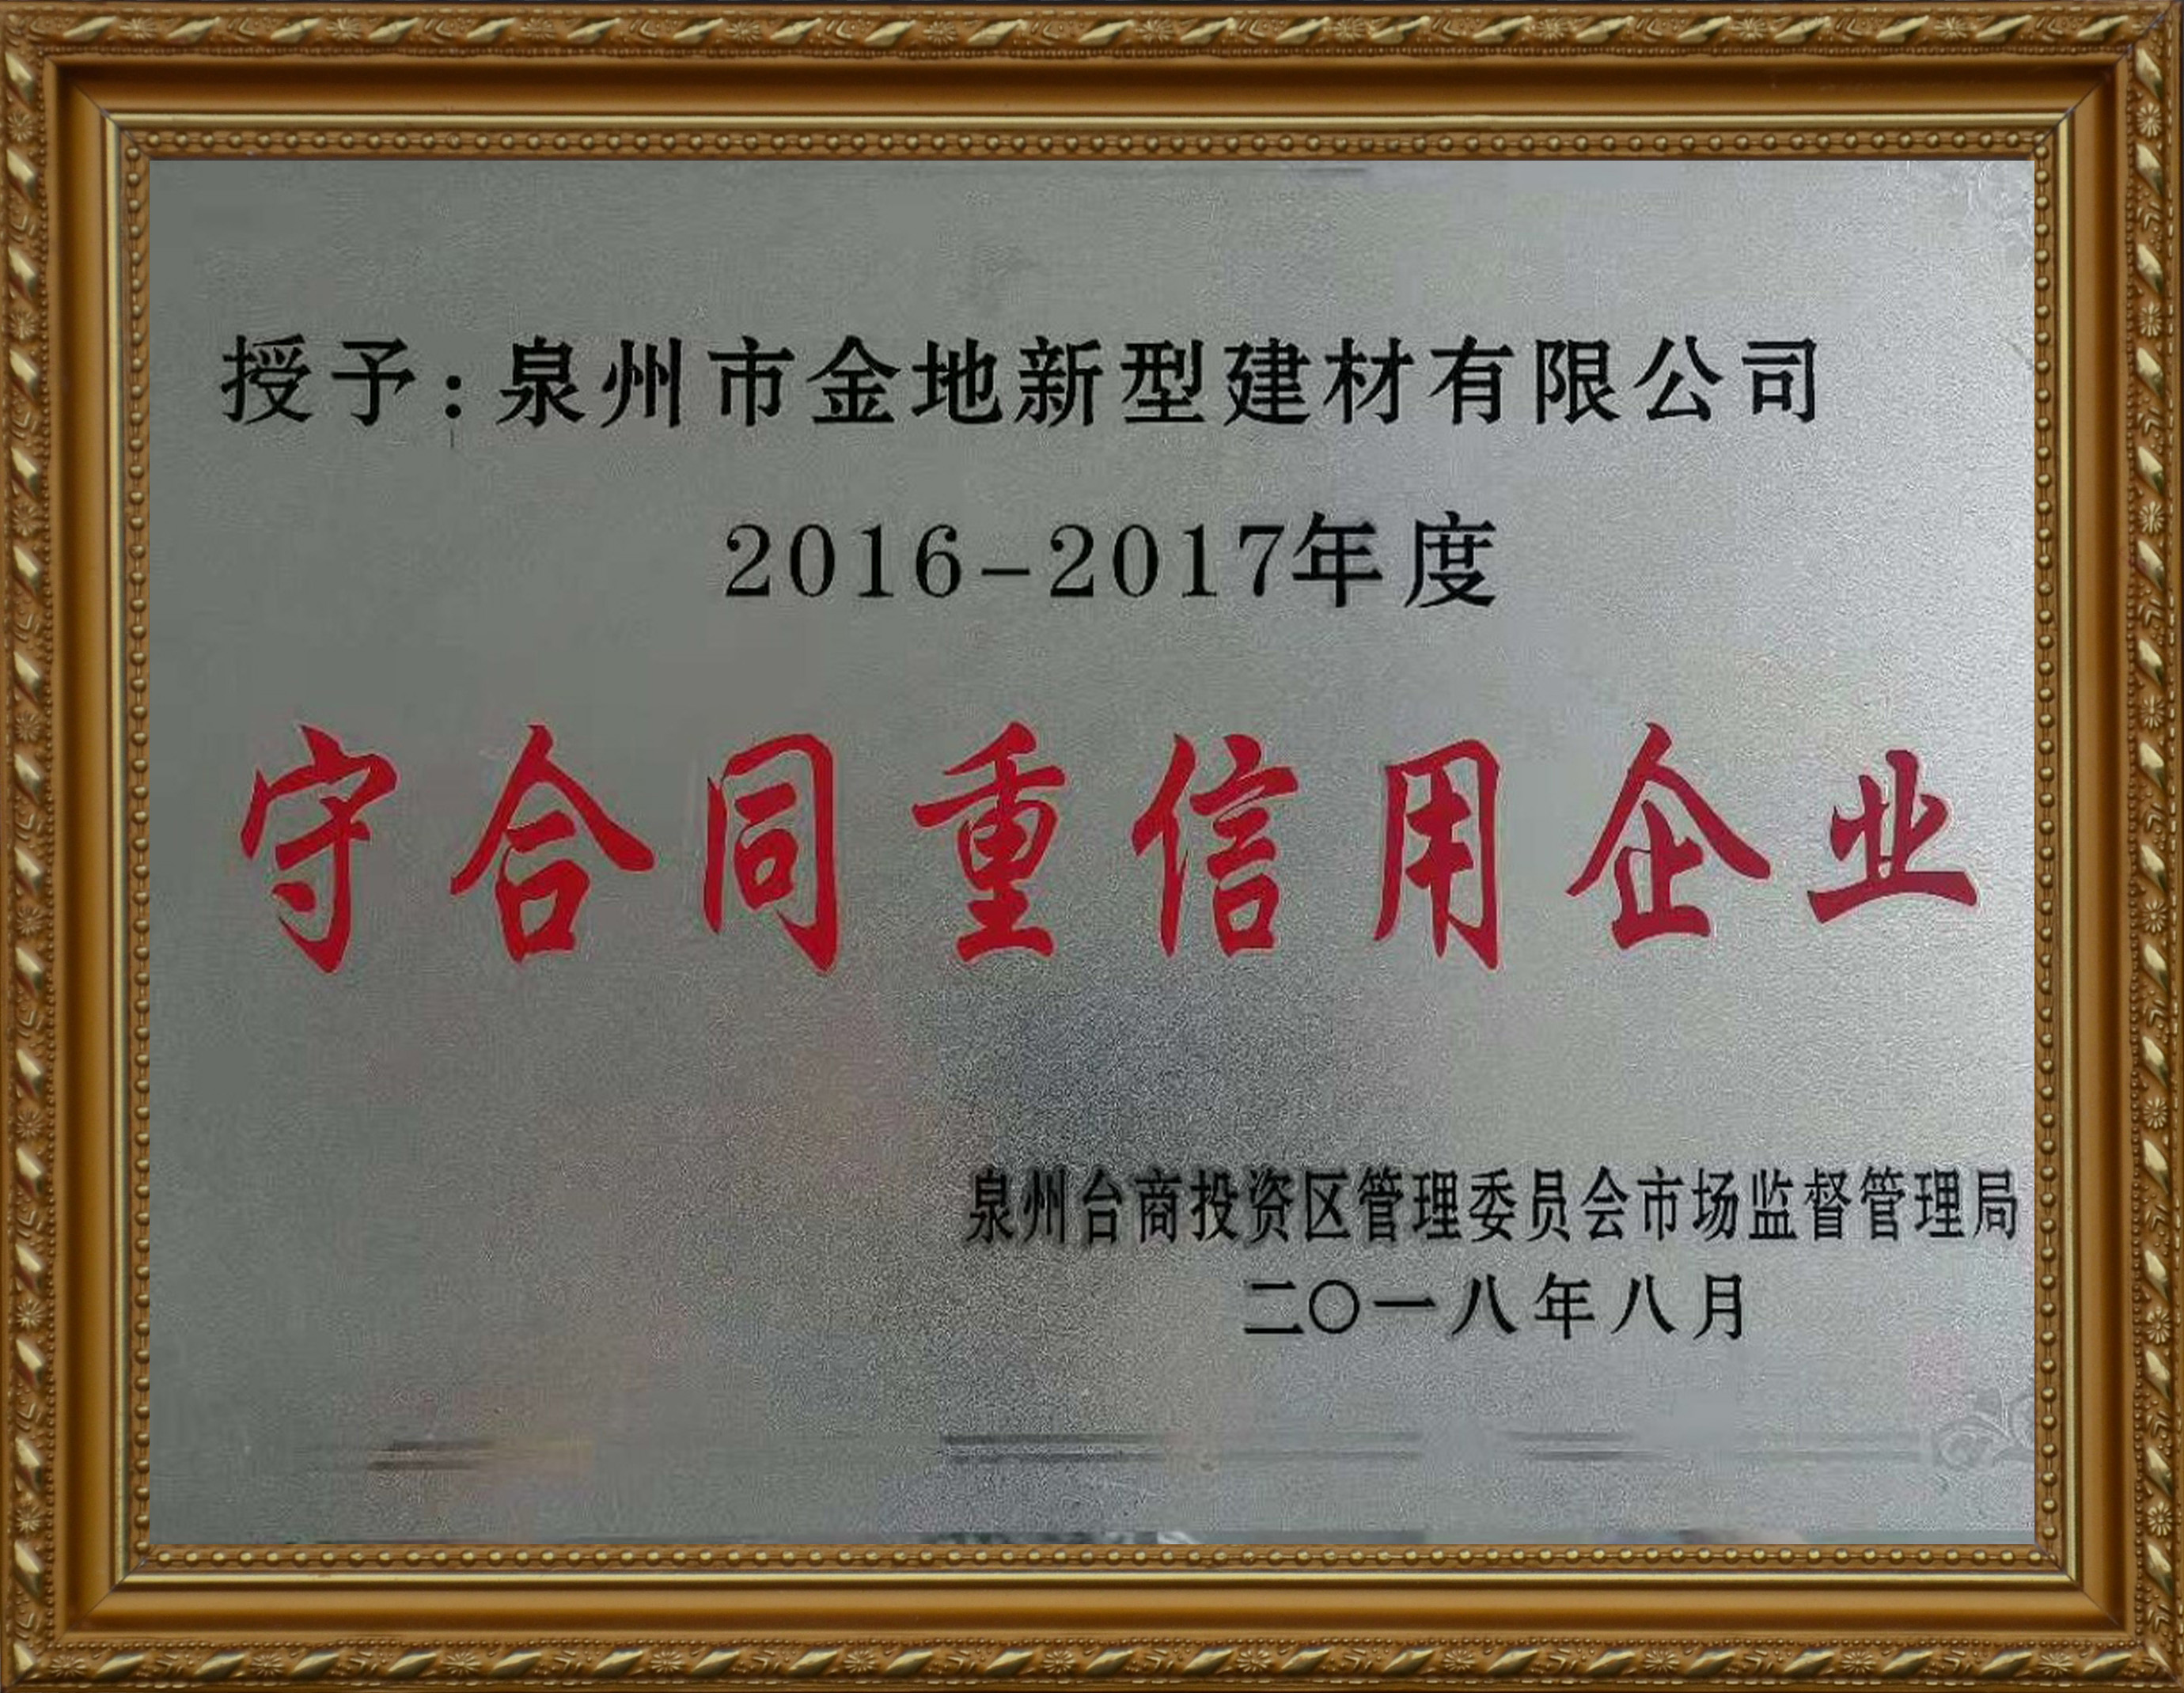 授予：泉州市金地新型建材有限公司
2016-2017年度
守合同重信用企业
泉州台商投资区管理委员会市场监督管理局
二〇一八年八月